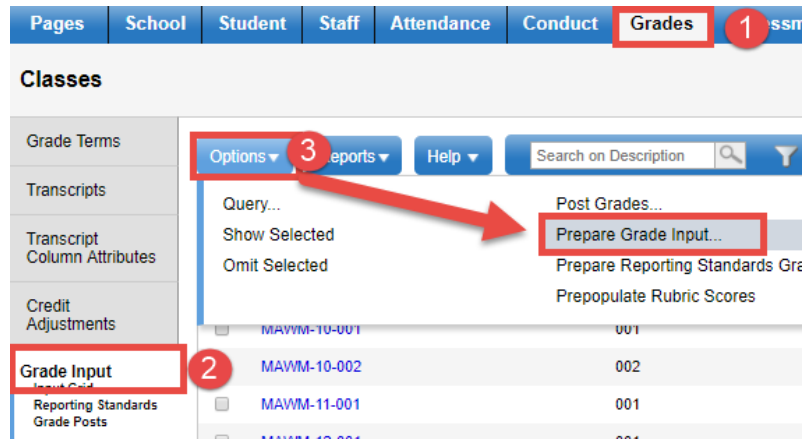 Pages School Student Staff Attendance Conduct Grades 1
Classes
Grade Terms
Transcripts
Transcript
Column Attributes
Credit
Adjustments
Grade Input
2
Input Grid
Reporting Standards
Grade Posts
Options 3 Reports Help Search on Description
Query... Post Grades...
Show Selected Prepare Grade Input...
Omit Selected Prepare Reporting Standards Gra
Prepopulate Rubric Scores
MAWM-10-001 001
MAWM-10-002 002
MAWM-11-001 001